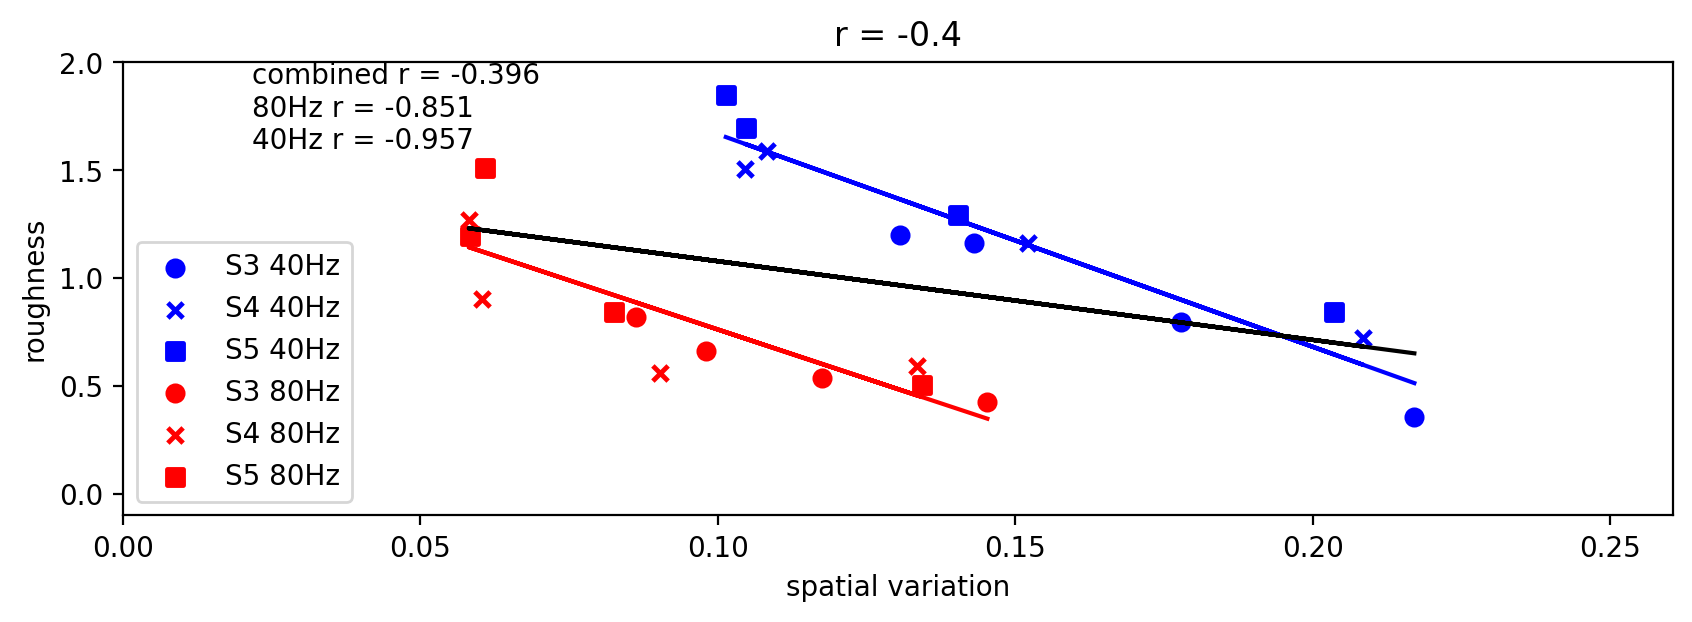 r = -0.4
combined r = -0.396
80Hz r = -0.851
40Hz r = -0.957
2.0
1.5
1.0
0.5
0.0
roughness
S3 40Hz
S4 40Hz
S5 40Hz
S3 80Hz
S4 80Hz
S5 80Hz
0.00 0.05 0.10 0.15 0.20 0.25
spatial variation